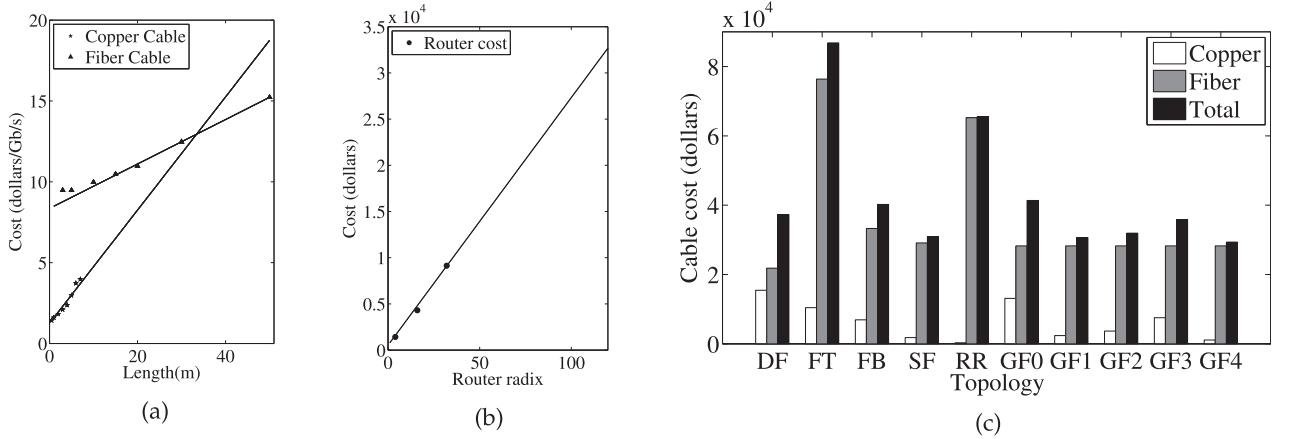 20
15
10
5
0
0
20
40
Cost (dollars/Gb/s)
Length(m)
Copper Cable
Fiber Cable
(a)
x 10^4
3.5
3
2.5
2
1.5
1
0.5
0
0
50
100
Cost (dollars)
Router radix
Router cost
(b)
x 10^4
8
6
4
2
0
Cable cost (dollars)
Copper
Fiber
Total
DF FT FB SF RR GF0 GF1 GF2 GF3 GF4
Topology
(c)